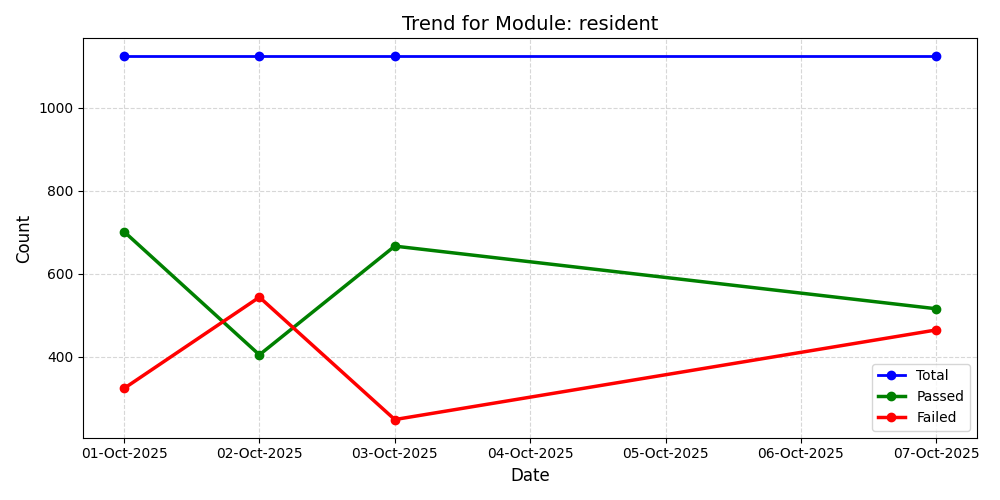 Trend for Module: resident
Count
1000
800
600
400
Total
Passed
Failed
01-Oct-2025 02-Oct-2025 03-Oct-2025 04-Oct-2025 05-Oct-2025 06-Oct-2025 07-Oct-2025
Date